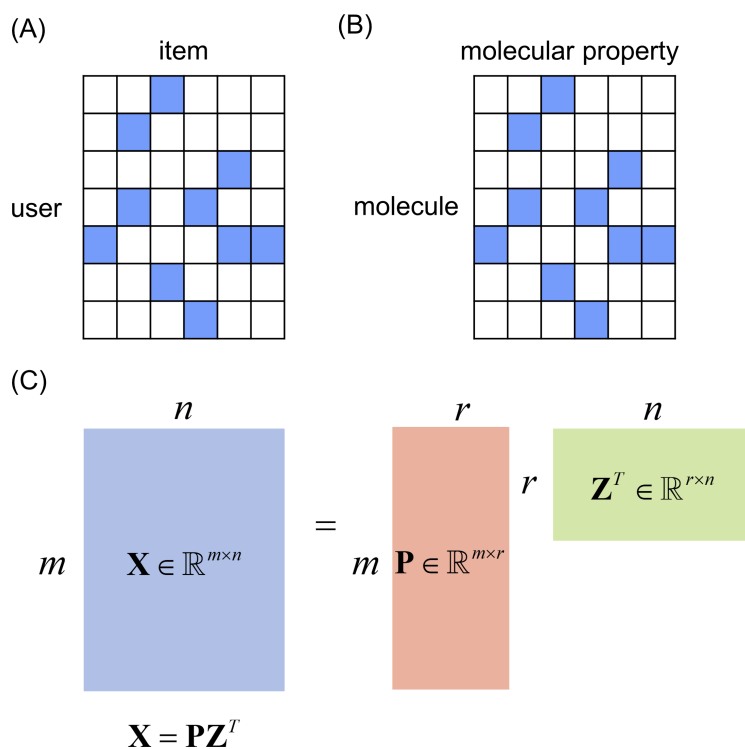 (A)
item
user
(B)
molecular property
molecule
(C)
n
m
X ∈ ℝ^{m×n}
=
r
m
P ∈ ℝ^{m×r}
n
r
Z^T ∈ ℝ^{r×n}
X = PZ^T